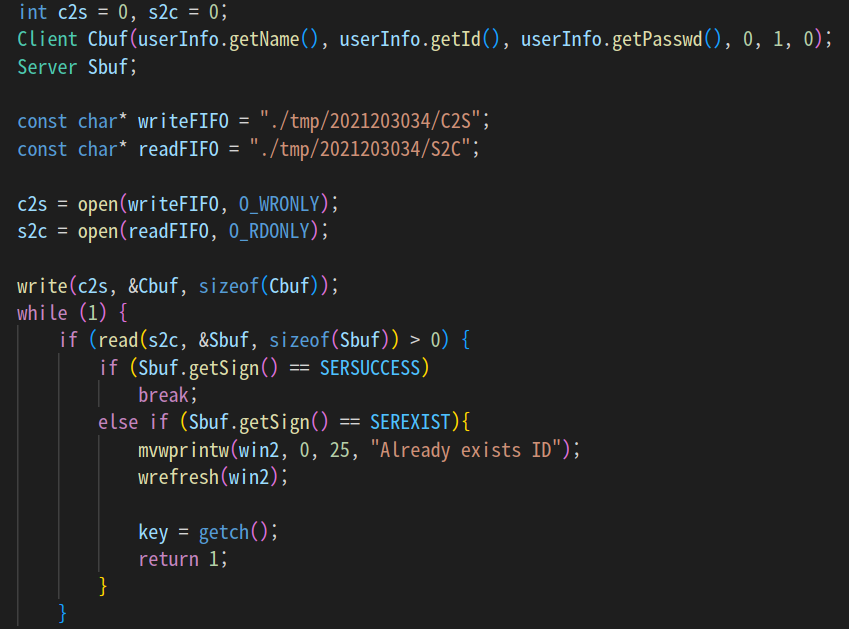 int c2s = 0, s2c = 0;
Client Cbuf(userInfo.getName(), userInfo.getId(), userInfo.getPasswd(), 0, 1, 0);
Server Sbuf;

const char* writeFIFO = "./tmp/2021203034/C2S";
const char* readFIFO = "./tmp/2021203034/S2C";

c2s = open(writeFIFO, O_WRONLY);
s2c = open(readFIFO, O_RDONLY);

write(c2s, &Cbuf, sizeof(Cbuf));
while (1) {
    if (read(s2c, &Sbuf, sizeof(Sbuf)) > 0) {
        if (Sbuf.getSign() == SERSUCCESS)
            break;
        else if (Sbuf.getSign() == SEREXIST){
            mvwprintw(win2, 0, 25, "Already exists ID");
            wrefresh(win2);

            key = getch();
            return 1;
        }
    }